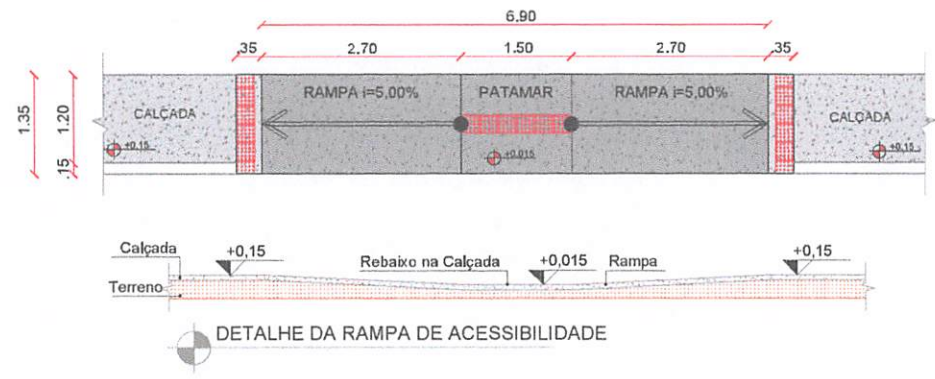 6.90
.35 2.70 1.50 2.70 .35
1.35
1.20
.15
CALÇADA
RAMPA i=5,00%
PATAMAR
RAMPA i=5,00%
CALÇADA
+0,15
+0,015
+0,15
Calçada
+0,15
Rebaixo na Calçada
+0,015
Rampa
+0,15
Terreno
DETALHE DA RAMPA DE ACESSIBILIDADE